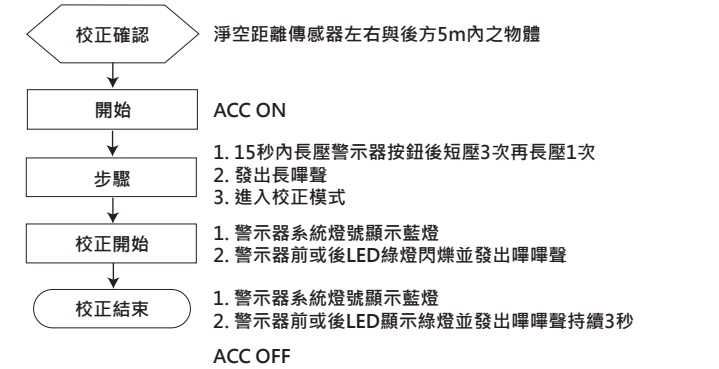 校正確認
淨空距離傳感器左右與後方5m內之物體
開始
ACC ON
步驟
1. 15秒內長壓警示器按鈕後短壓3次再長壓1次
2. 發出長嗶聲
3. 進入校正模式
校正開始
1. 警示器系統燈號顯示藍燈
2. 警示器前或後LED綠燈閃爍並發出嗶嗶聲
校正結束
1. 警示器系統燈號顯示藍燈
2. 警示器前或後LED顯示綠燈並發出嗶嗶聲持續3秒
ACC OFF